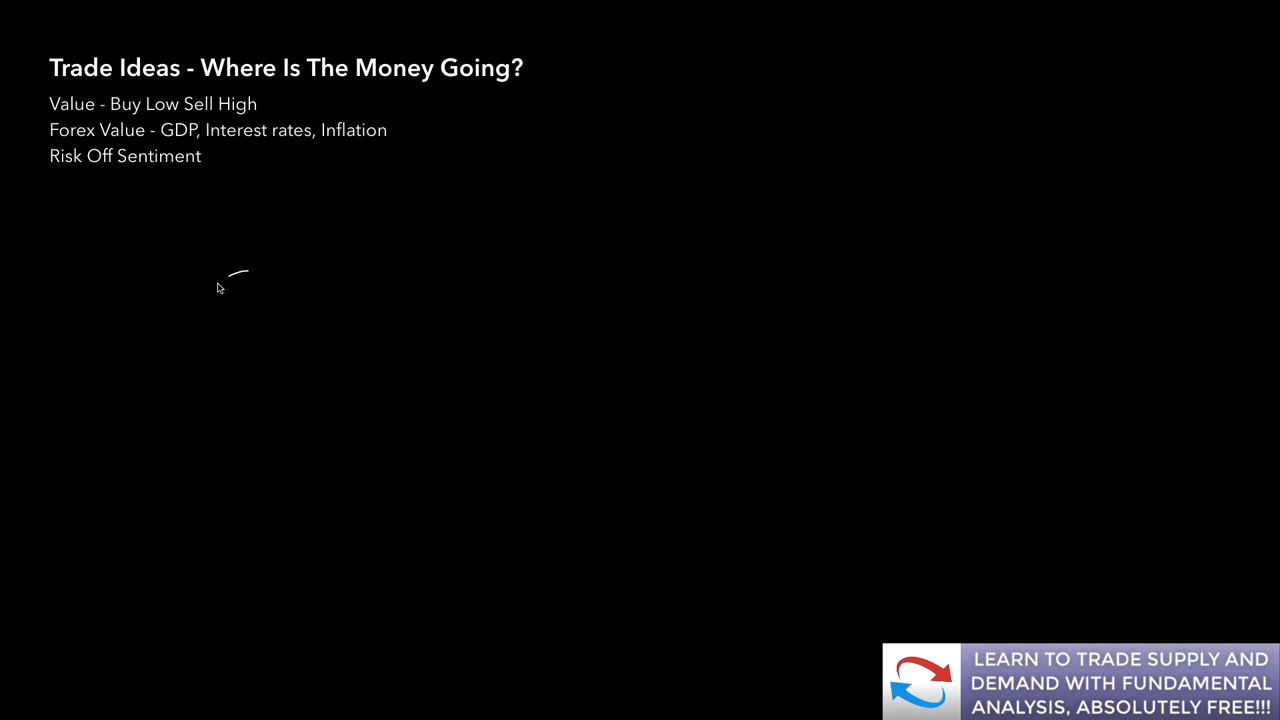 Trade Ideas - Where Is The Money Going?
Value - Buy Low Sell High
Forex Value - GDP, Interest rates, Inflation
Risk Off Sentiment
LEARN TO TRADE SUPPLY AND
DEMAND WITH FUNDAMENTAL
ANALYSIS, ABSOLUTELY FREE!!!